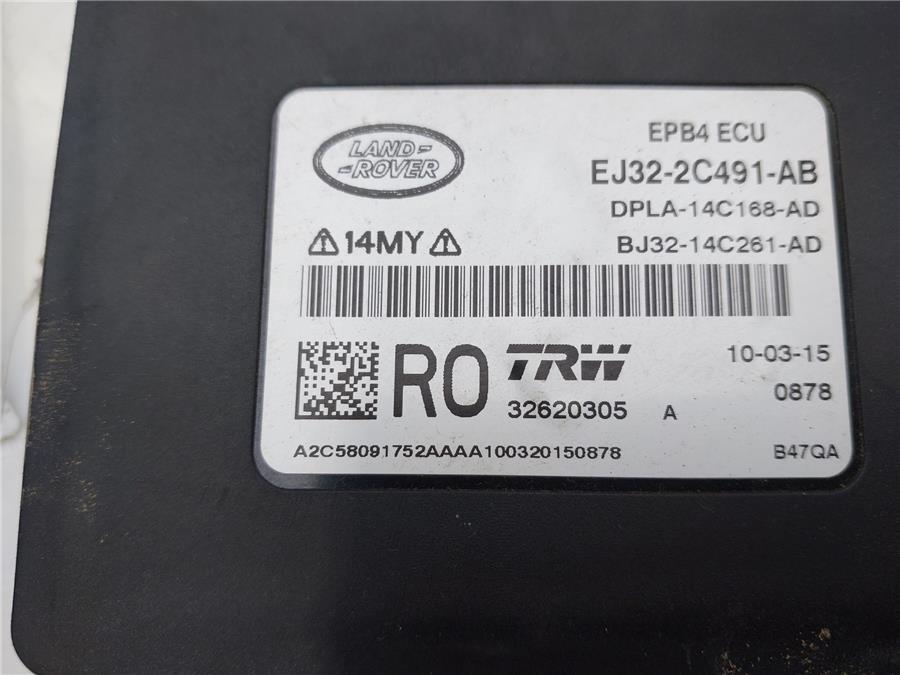 LAND-
-ROVER
EPB4 ECU
EJ32-2C491-AB
DPLA-14C168-AD
14MY
BJ32-14C261-AD
RO
TRW
10-03-15
32620305 A
0878
A2C58091752AAAA100320150878
B47QA